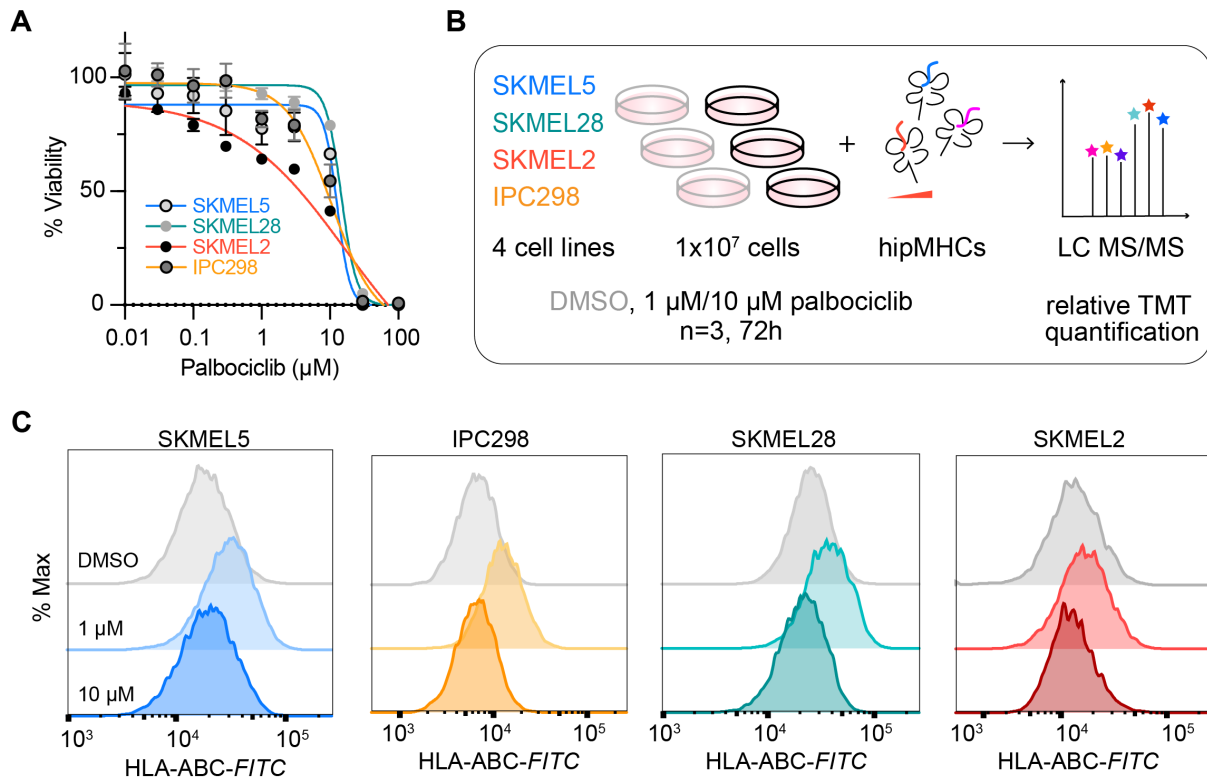 A
% Viability
100
50
0
SKMEL5
SKMEL28
SKMEL2
IPC298
0.01 0.1 1 10 100
Palbociclib (µM)
B
SKMEL5
SKMEL28
SKMEL2
IPC298
+
4 cell lines
1x10⁷ cells
hipMHCs
LC MS/MS
DMSO, 1 µM/10 µM palbociclib
n=3, 72h
relative TMT
quantification
C
% Max
SKMEL5
DMSO
1 µM
10 µM
10³ 10⁴ 10⁵
HLA-ABC-FITC
IPC298
10³ 10⁴ 10⁵
HLA-ABC-FITC
SKMEL28
10³ 10⁴ 10⁵
HLA-ABC-FITC
SKMEL2
10³ 10⁴ 10⁵
HLA-ABC-FITC